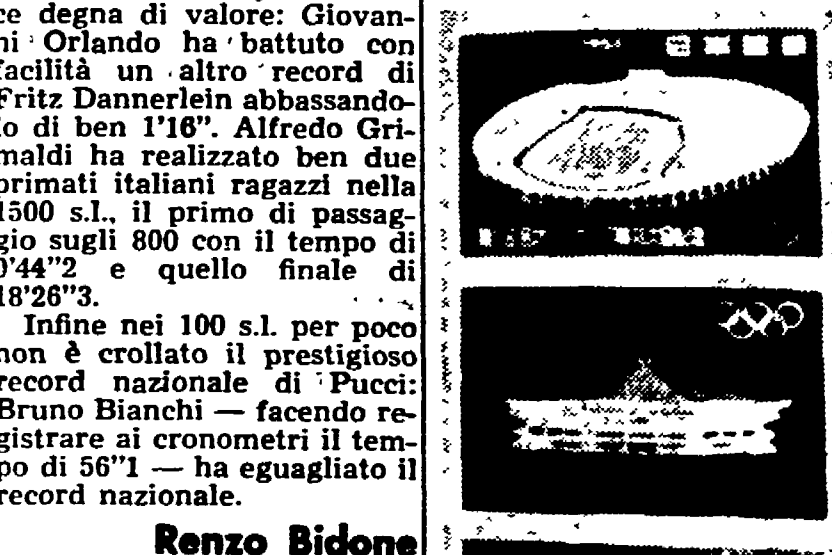 ce degna di valore: Giovan-
ni Orlando ha battuto con
facilità un altro record di
Fritz Dannerlein abbassando-
lo di ben 1'16". Alfredo Gri-
maldi ha realizzato ben due
primati italiani ragazzi nella
1500 s.l., il primo di passag-
gio sugli 800 con il tempo di
9'44"2 e quello finale di
18'26"3.
Infine nei 100 s.l. per poco
non è crollato il prestigioso
record nazionale di Pucci:
Bruno Bianchi — facendo re-
gistrare ai cronometri il tem-
po di 56"1 — ha eguagliato il
record nazionale.
Renzo Bidone